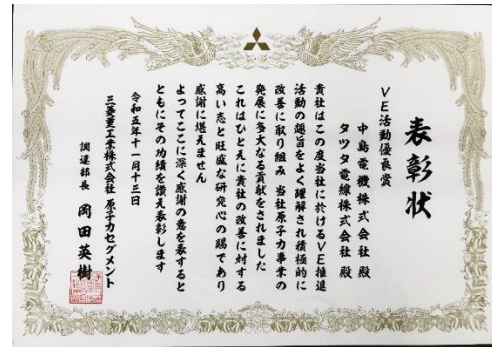 表彰状
VE活動優良賞
中島電機株式会社 殿
タツタ電線株式会社 殿
貴社はこの度当社に於けるVE推進
活動の趣旨をよく理解され積極的に
改善に取り組み 当社原子力事業の
発展に多大なる貢献をされました
これはひとえに貴社の改善に対する
高い志と旺盛な研究心の賜であり
感謝に堪えません
よってここに深く感謝の意を表すると
ともにその功績を讃え表彰します
令和五年十一月十三日
三菱重工業株式会社 原子力セグメント
調達部長 岡田英樹